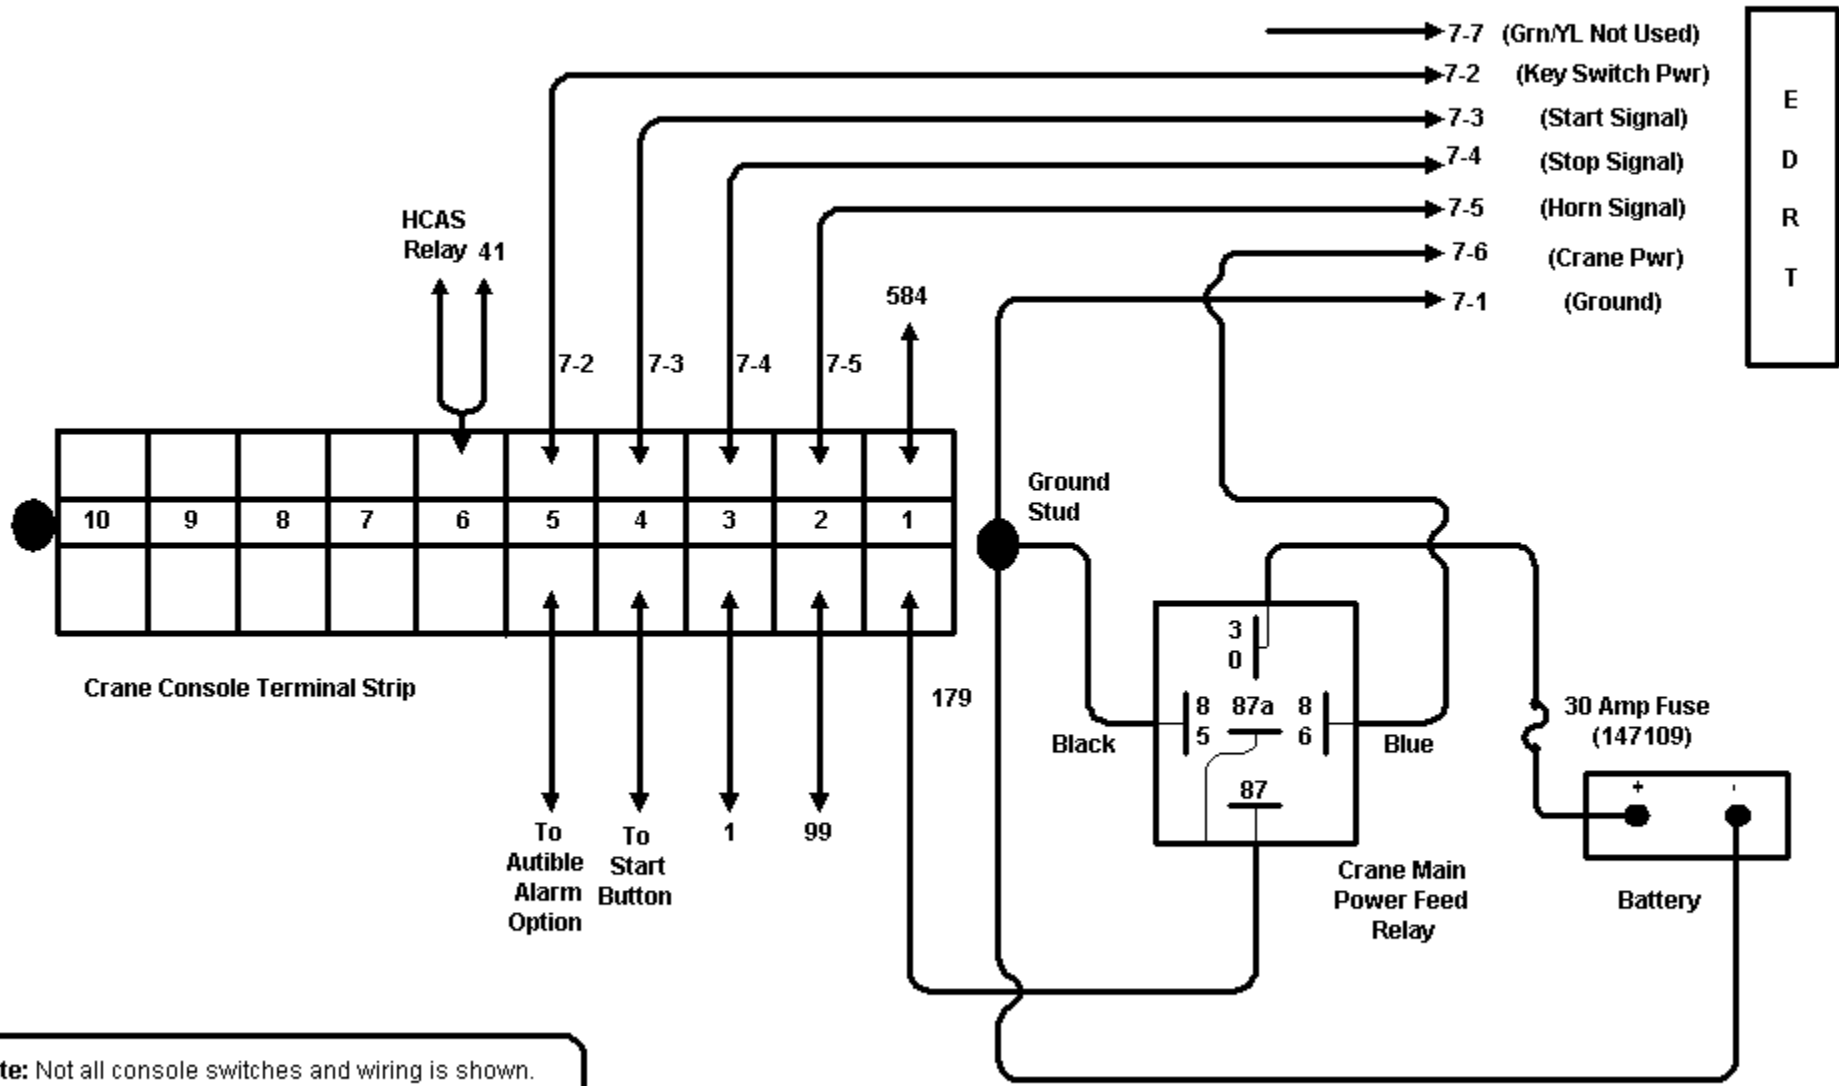 7-7 (Grn/YL Not Used)
7-2 (Key Switch Pwr)
7-3 (Start Signal)
7-4 (Stop Signal)
7-5 (Horn Signal)
7-6 (Crane Pwr)
7-1 (Ground)
E
D
R
T
HCAS
Relay 41
584
7-2
7-3
7-4
7-5
10 9 8 7 6 5 4 3 2 1
Ground
Stud
Crane Console Terminal Strip
179
To
Autible
Alarm
Option
To
Start
Button
1
99
Black
3
0
8
5
87a
8
6
87
Blue
30 Amp Fuse
(147109)
+ -
Battery
Crane Main
Power Feed
Relay
te: Not all console switches and wiring is shown.